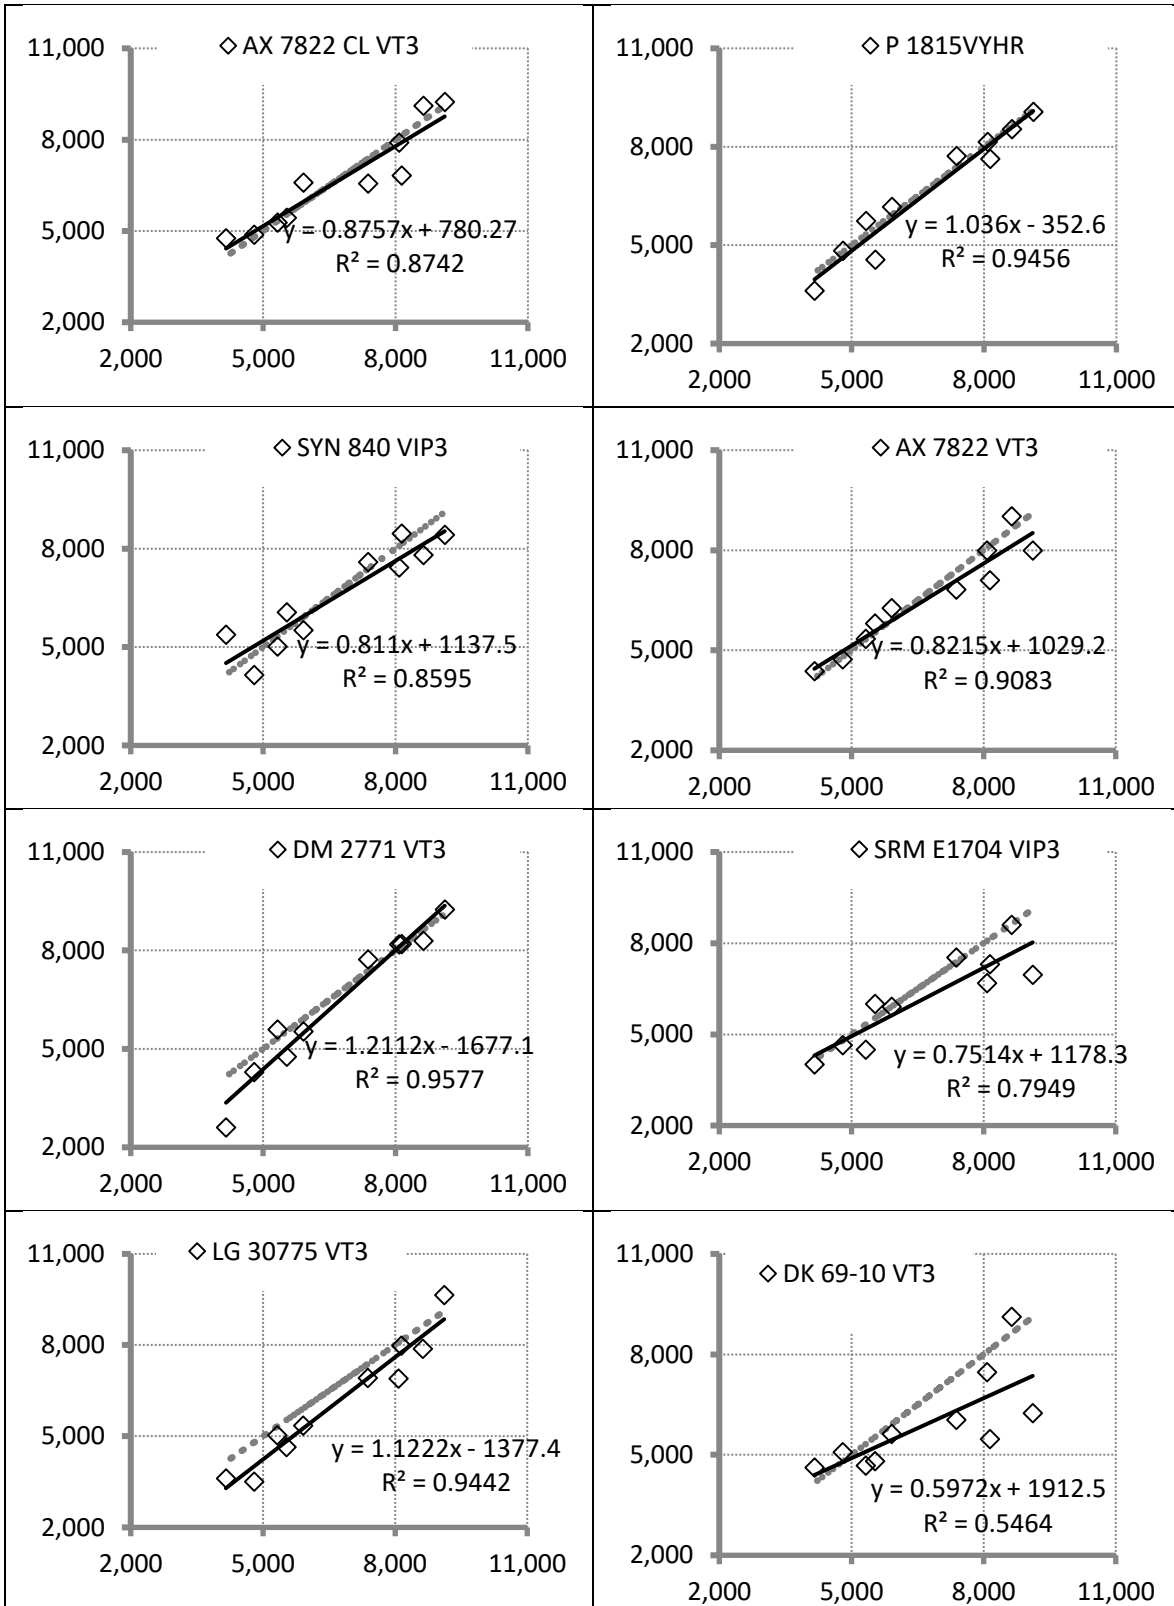 AX 7822 CL VT3
11,000
8,000
5,000
2,000
y = 0.8757x + 780.27
R² = 0.8742
2,000 5,000 8,000 11,000
P 1815VYHR
11,000
8,000
5,000
2,000
y = 1.036x - 352.6
R² = 0.9456
2,000 5,000 8,000 11,000
SYN 840 VIP3
11,000
8,000
5,000
2,000
y = 0.811x + 1137.5
R² = 0.8595
2,000 5,000 8,000 11,000
AX 7822 VT3
11,000
8,000
5,000
2,000
y = 0.8215x + 1029.2
R² = 0.9083
2,000 5,000 8,000 11,000
DM 2771 VT3
11,000
8,000
5,000
2,000
y = 1.2112x - 1677.1
R² = 0.9577
2,000 5,000 8,000 11,000
SRM E1704 VIP3
11,000
8,000
5,000
2,000
y = 0.7514x + 1178.3
R² = 0.7949
2,000 5,000 8,000 11,000
LG 30775 VT3
11,000
8,000
5,000
2,000
y = 1.1222x - 1377.4
R² = 0.9442
2,000 5,000 8,000 11,000
DK 69-10 VT3
11,000
8,000
5,000
2,000
y = 0.5972x + 1912.5
R² = 0.5464
2,000 5,000 8,000 11,000